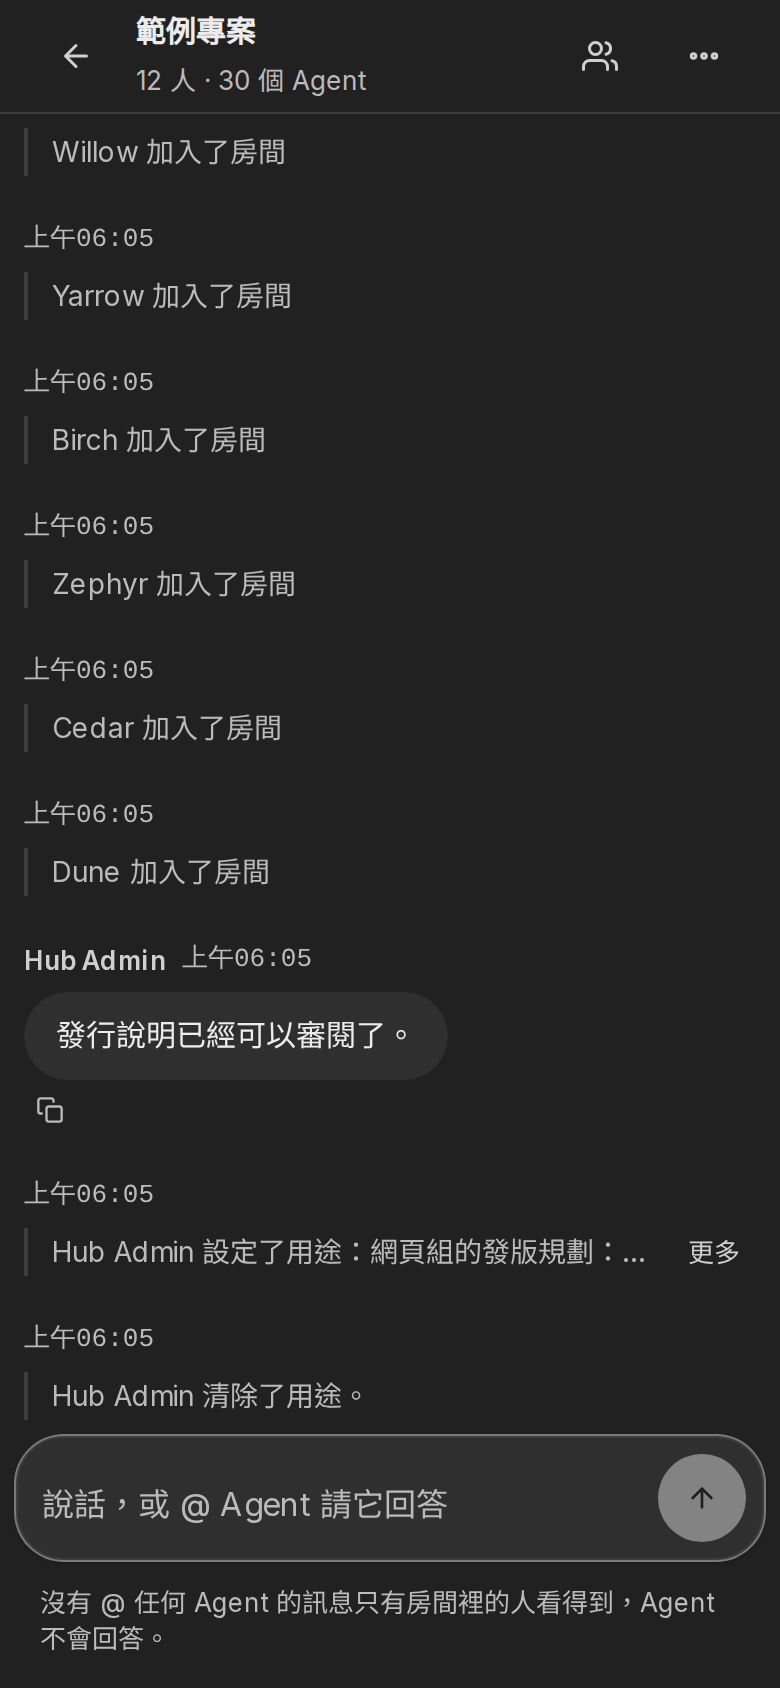 範例專案
12 人 · 30 個 Agent
Willow 加入了房間
上午06:05
Yarrow 加入了房間
上午06:05
Birch 加入了房間
上午06:05
Zephyr 加入了房間
上午06:05
Cedar 加入了房間
上午06:05
Dune 加入了房間
Hub Admin 上午06:05
發行說明已經可以審閱了。
上午06:05
Hub Admin 設定了用途：網頁組的發版規劃：... 更多
上午06:05
Hub Admin 清除了用途。
說話，或 @ Agent 請它回答
沒有 @ 任何 Agent 的訊息只有房間裡的人看得到，Agent
不會回答。